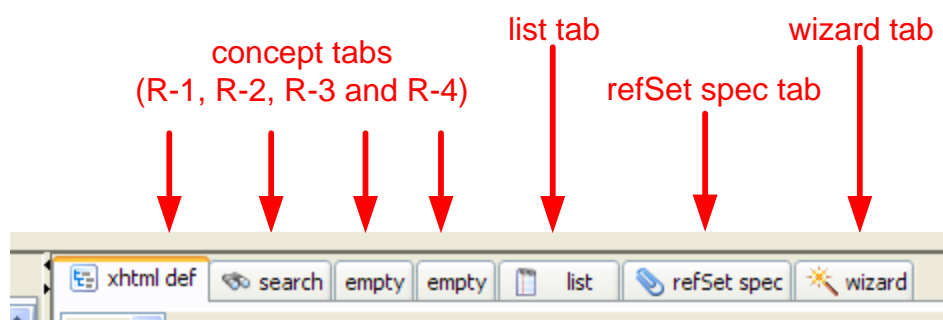 list tab
wizard tab
concept tabs
(R-1, R-2, R-3 and R-4)
refSet spec tab
xhtml def search empty empty list refSet spec wizard